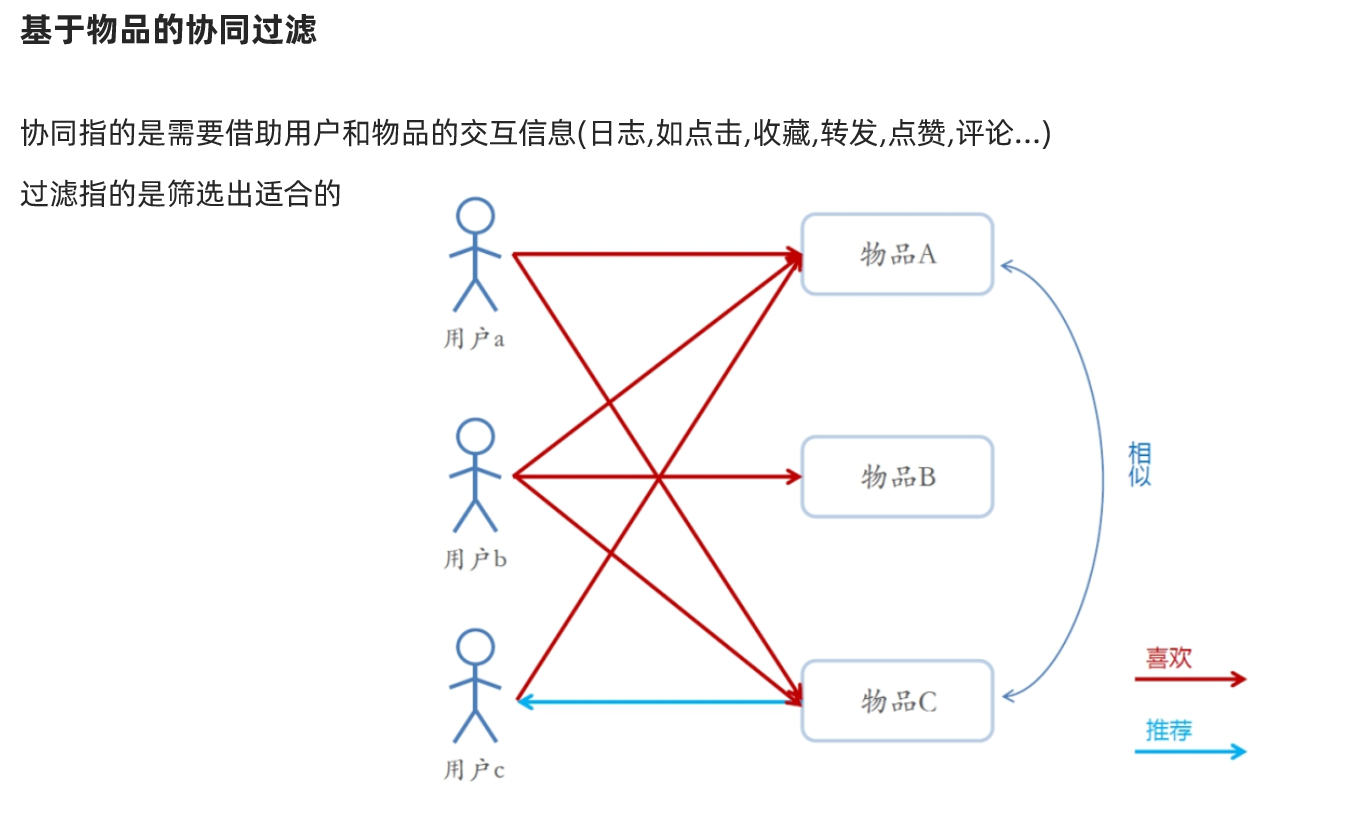 基于物品的协同过滤
协同指的是需要借助用户和物品的交互信息(日志,如点击,收藏,转发,点赞,评论...)
过滤指的是筛选出适合的
物品A
用户a
相似
物品B
用户b
喜欢
物品C
推荐
用户c